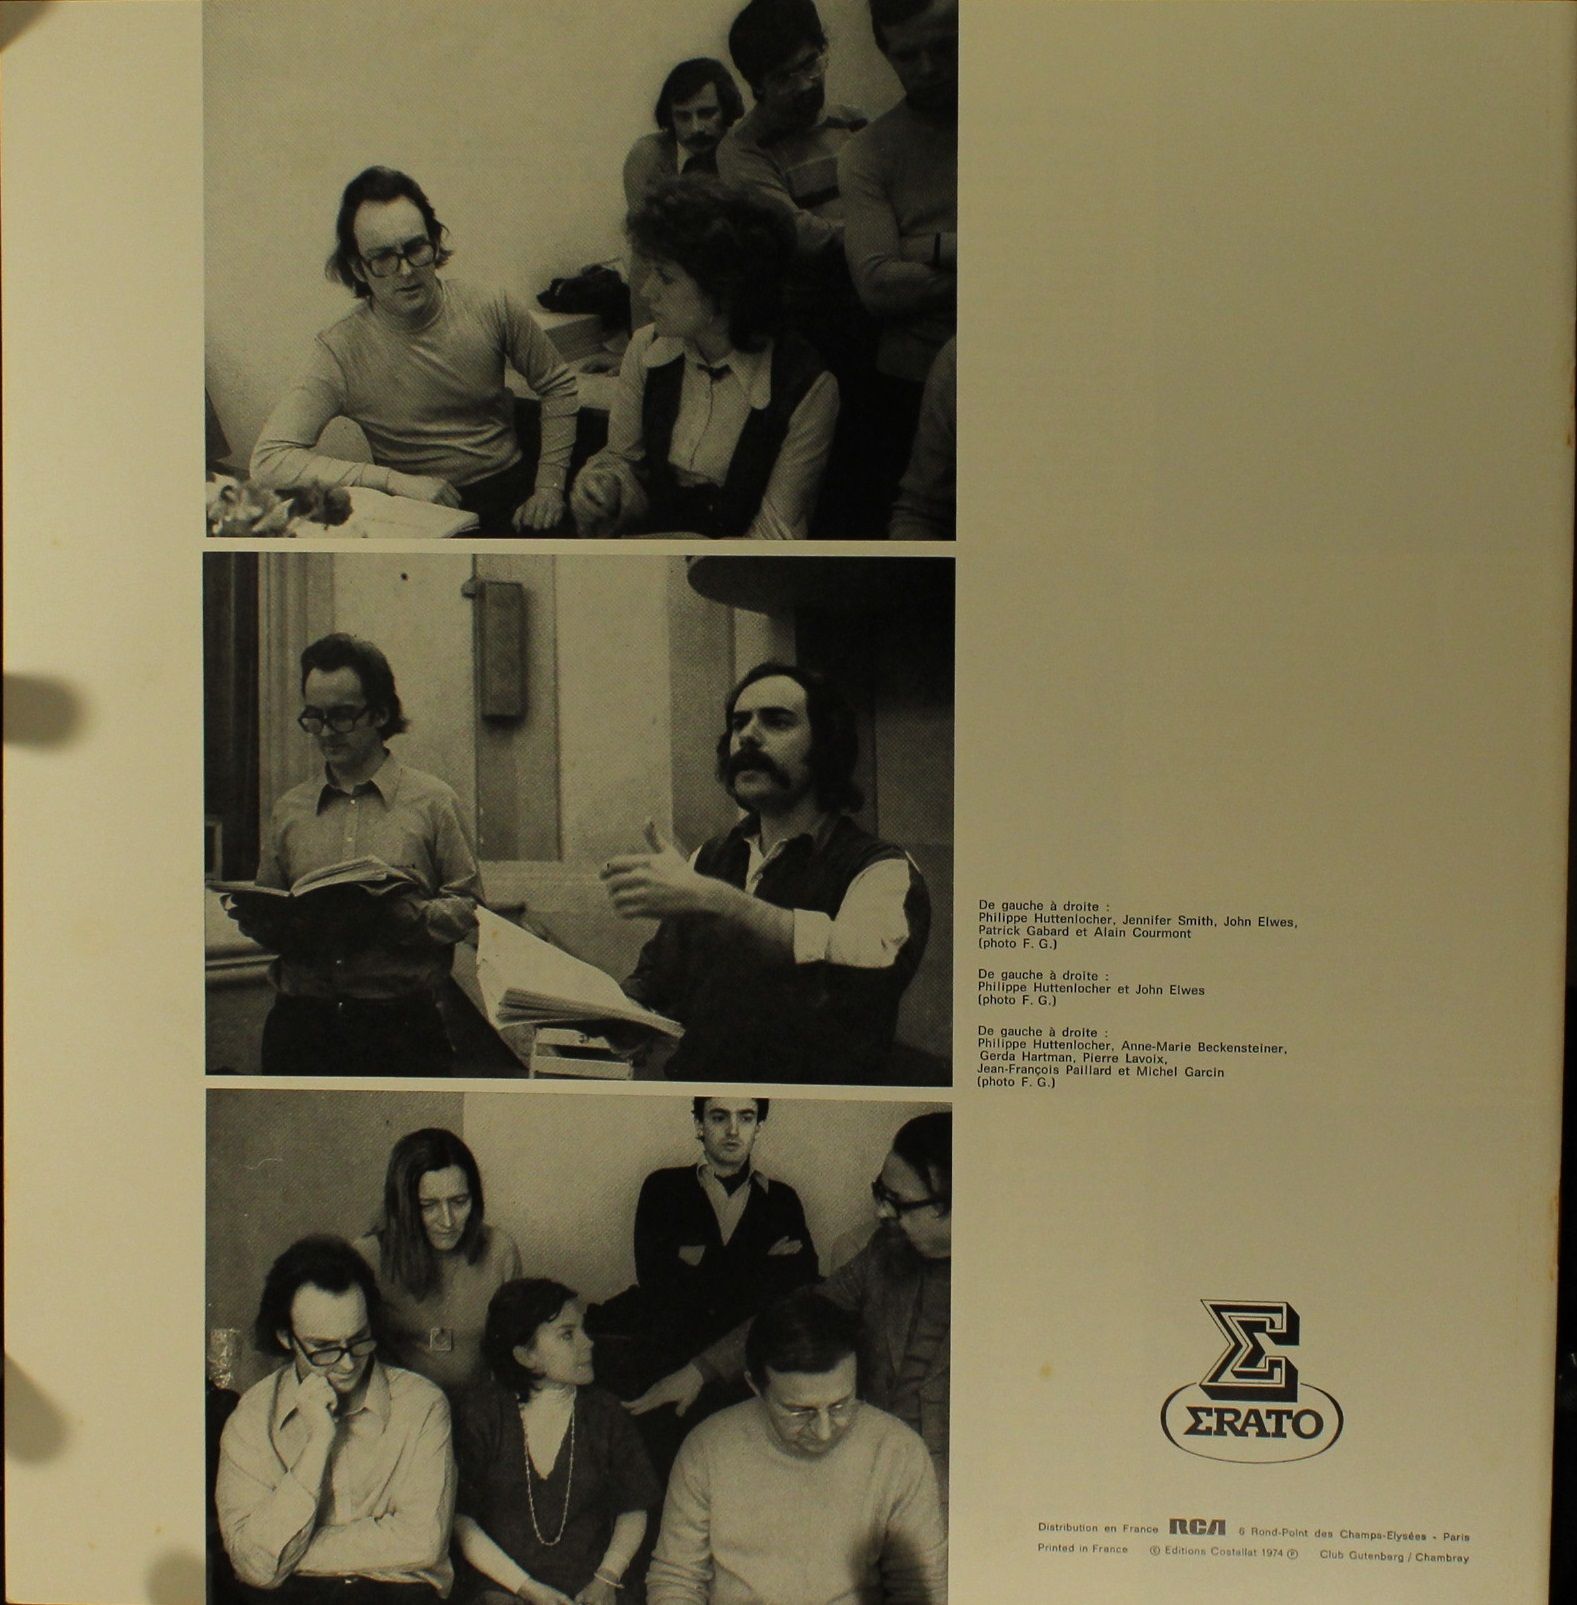 De gauche à droite :
Philippe Huttenlocher, Jennifer Smith, John Elwes,
Patrick Gabard et Alain Courmont
(photo F. G.)
De gauche à droite :
Philippe Huttenlocher et John Elwes
(photo F. G.)
De gauche à droite :
Philippe Huttenlocher, Anne-Marie Beckensteiner,
Gerda Hartman, Pierre Lavoix,
Jean-François Paillard et Michel Garcin
(photo F. G.)
ΣRATO
Distribution en France RCA 6 Rond-Point des Champs-Elysées - Paris
Printed in France © Editions Costallat 1974 ℗ Club Gutenberg / Chambray